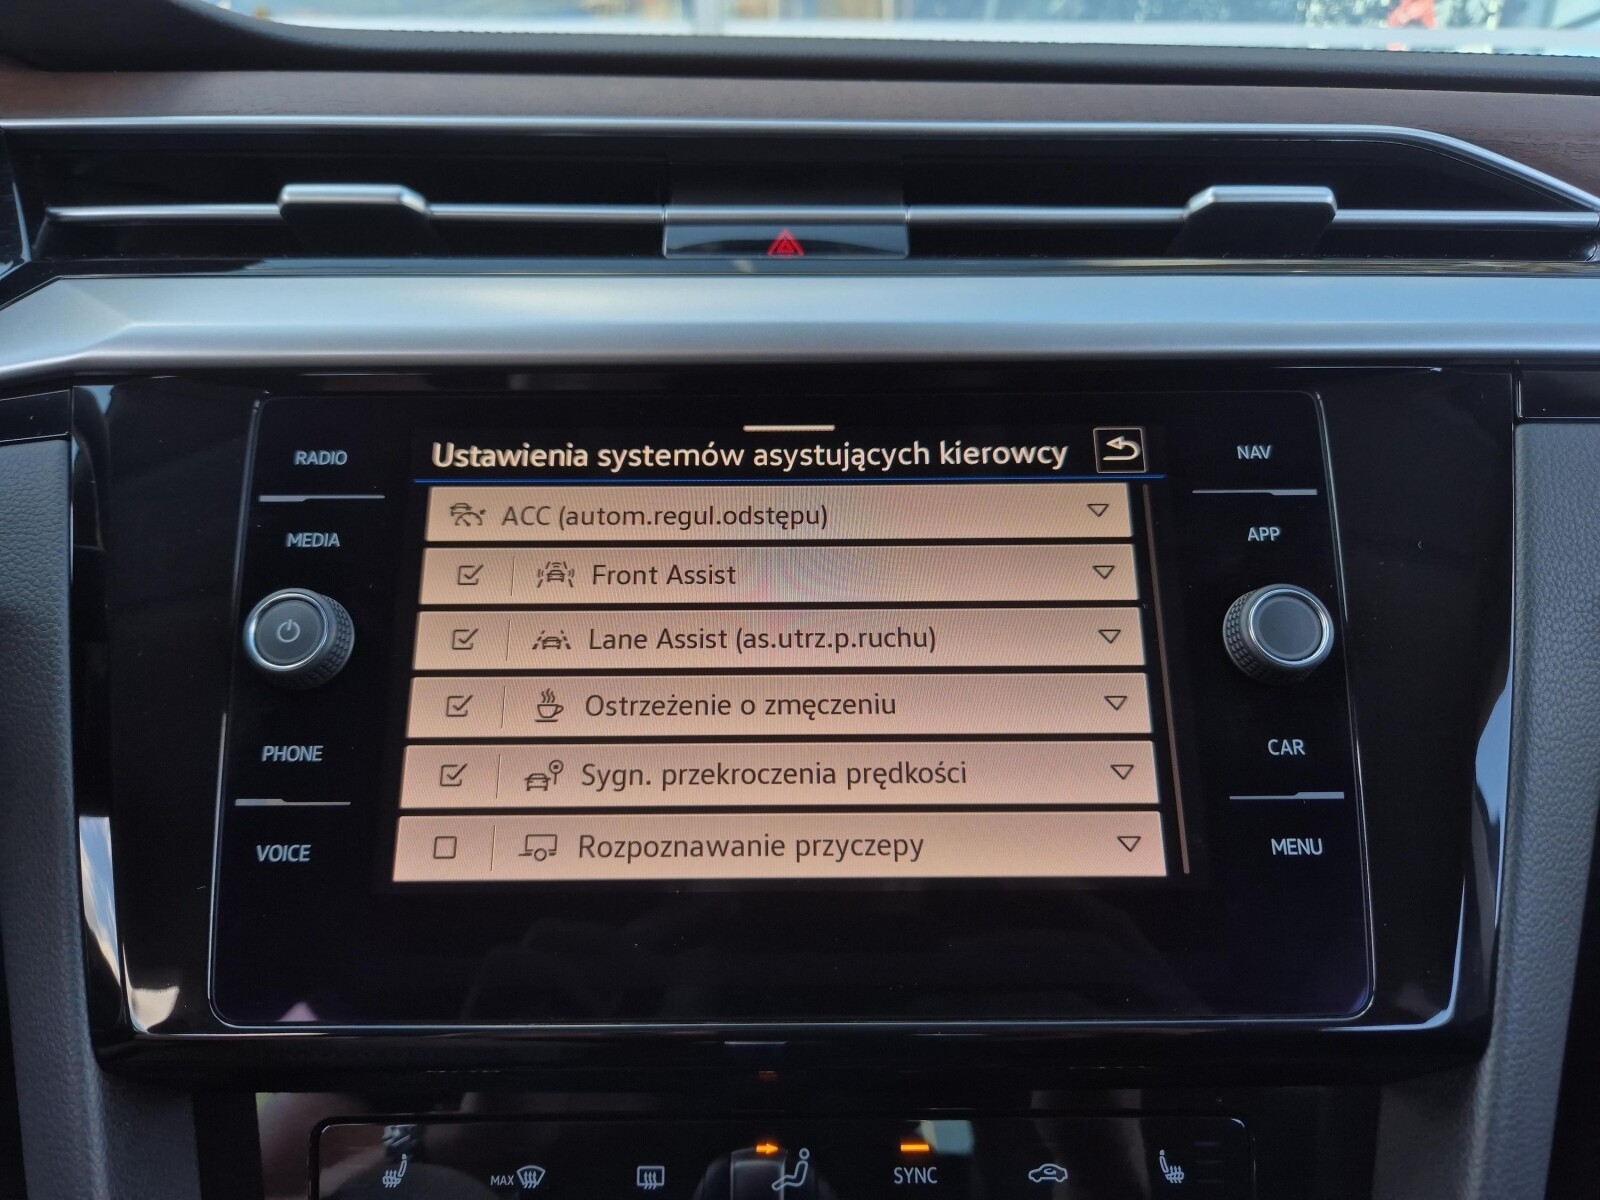 RADIO
MEDIA
PHONE
VOICE
Ustawienia systemów asystujących kierowcy
ACC (autom.regul.odstępu)
Front Assist
Lane Assist (as.utrz.p.ruchu)
Ostrzeżenie o zmęczeniu
Sygn. przekroczenia prędkości
Rozpoznawanie przyczepy
NAV
APP
CAR
MENU
MAX
SYNC